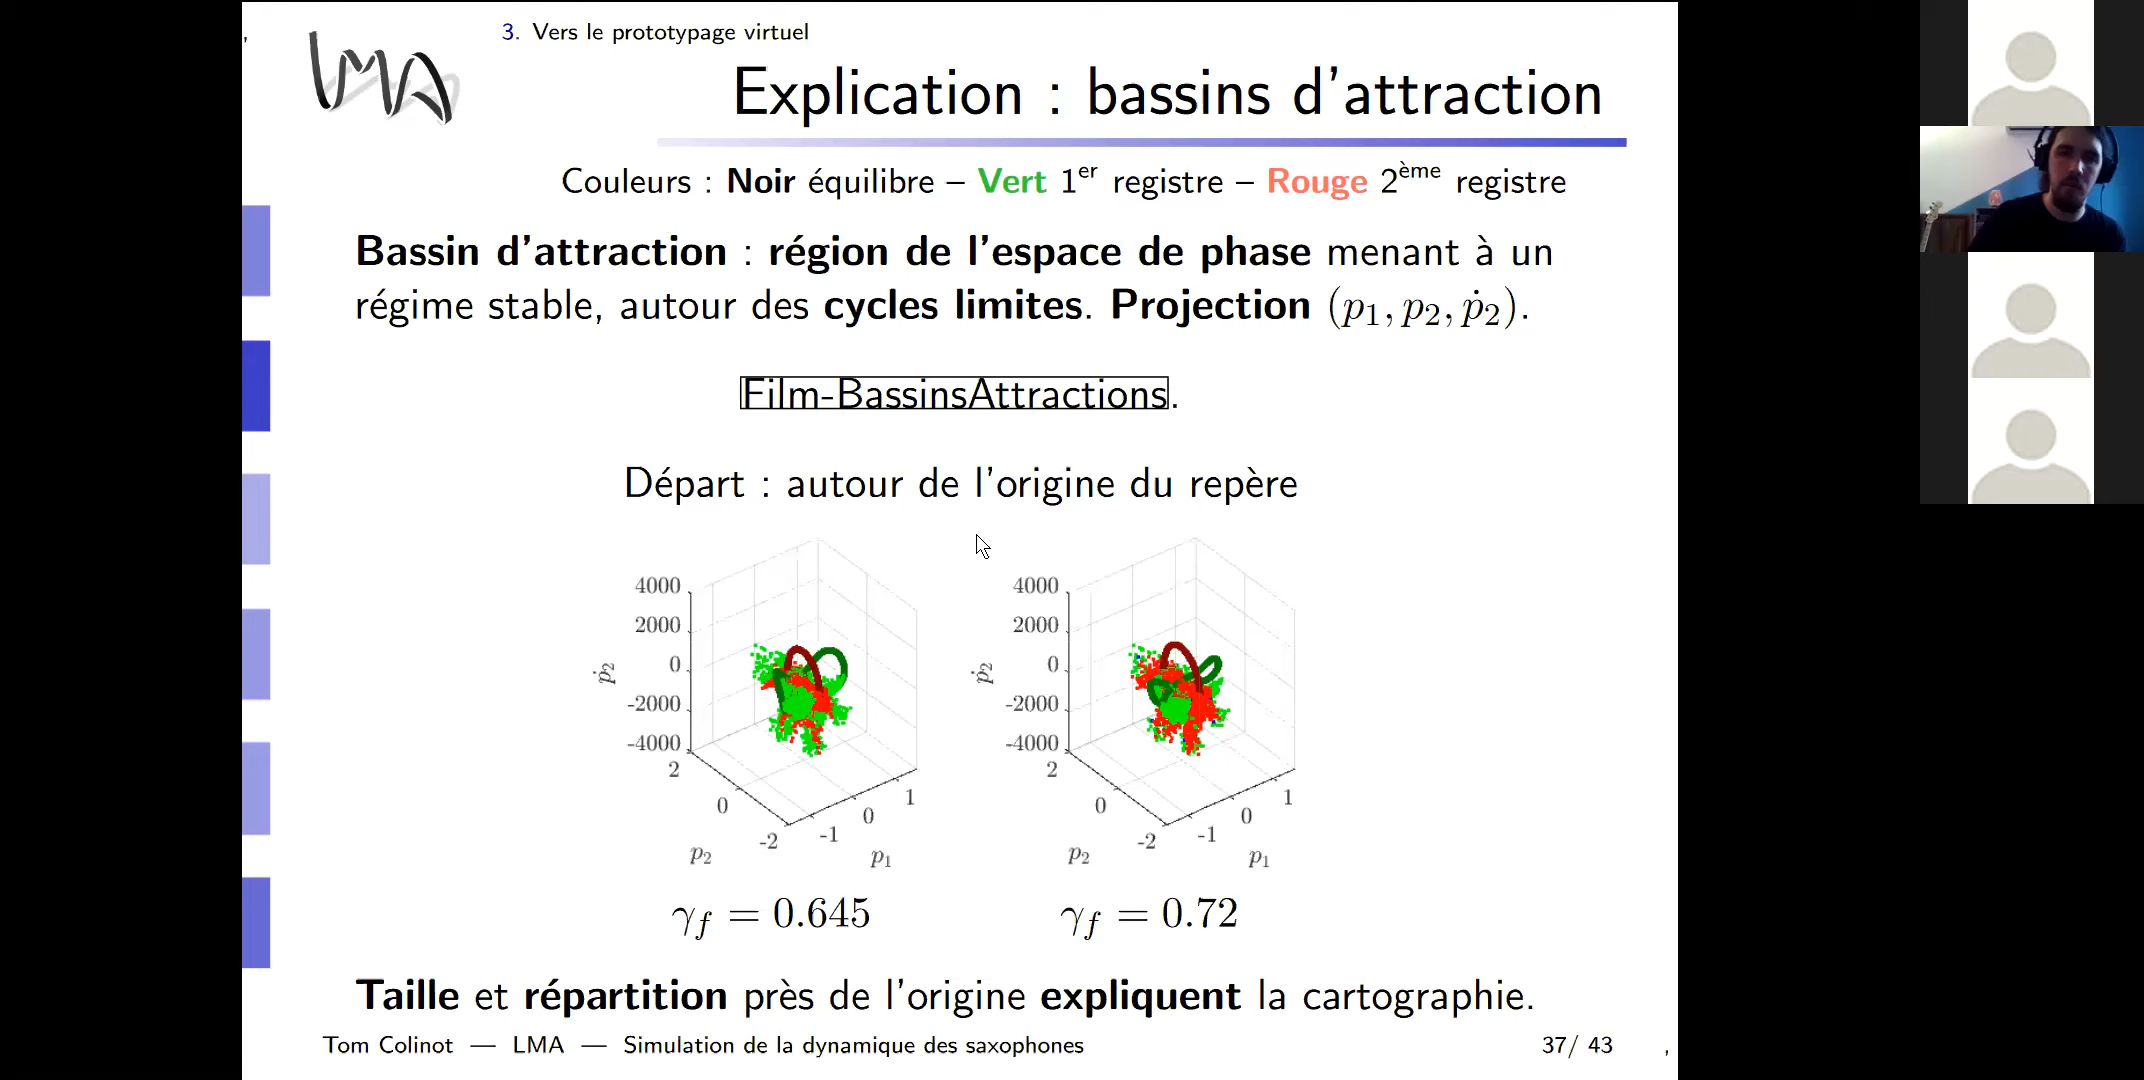 3. Vers le prototypage virtuel
LMA
Explication : bassins d'attraction
Couleurs : Noir équilibre – Vert 1er registre – Rouge 2ème registre
Bassin d'attraction : région de l'espace de phase menant à un
régime stable, autour des cycles limites. Projection (p₁, p₂, ṗ₂).
Film-BassinsAttractions.
Départ : autour de l'origine du repère
4000
2000
0
-2000
-4000
ṗ₂
2
0
-2
p₂
-1
0
1
p₁
γf = 0.645
4000
2000
0
-2000
-4000
ṗ₂
2
0
-2
p₂
-1
0
1
p₁
γf = 0.72
Taille et répartition près de l'origine expliquent la cartographie.
Tom Colinot — LMA — Simulation de la dynamique des saxophones
37/ 43